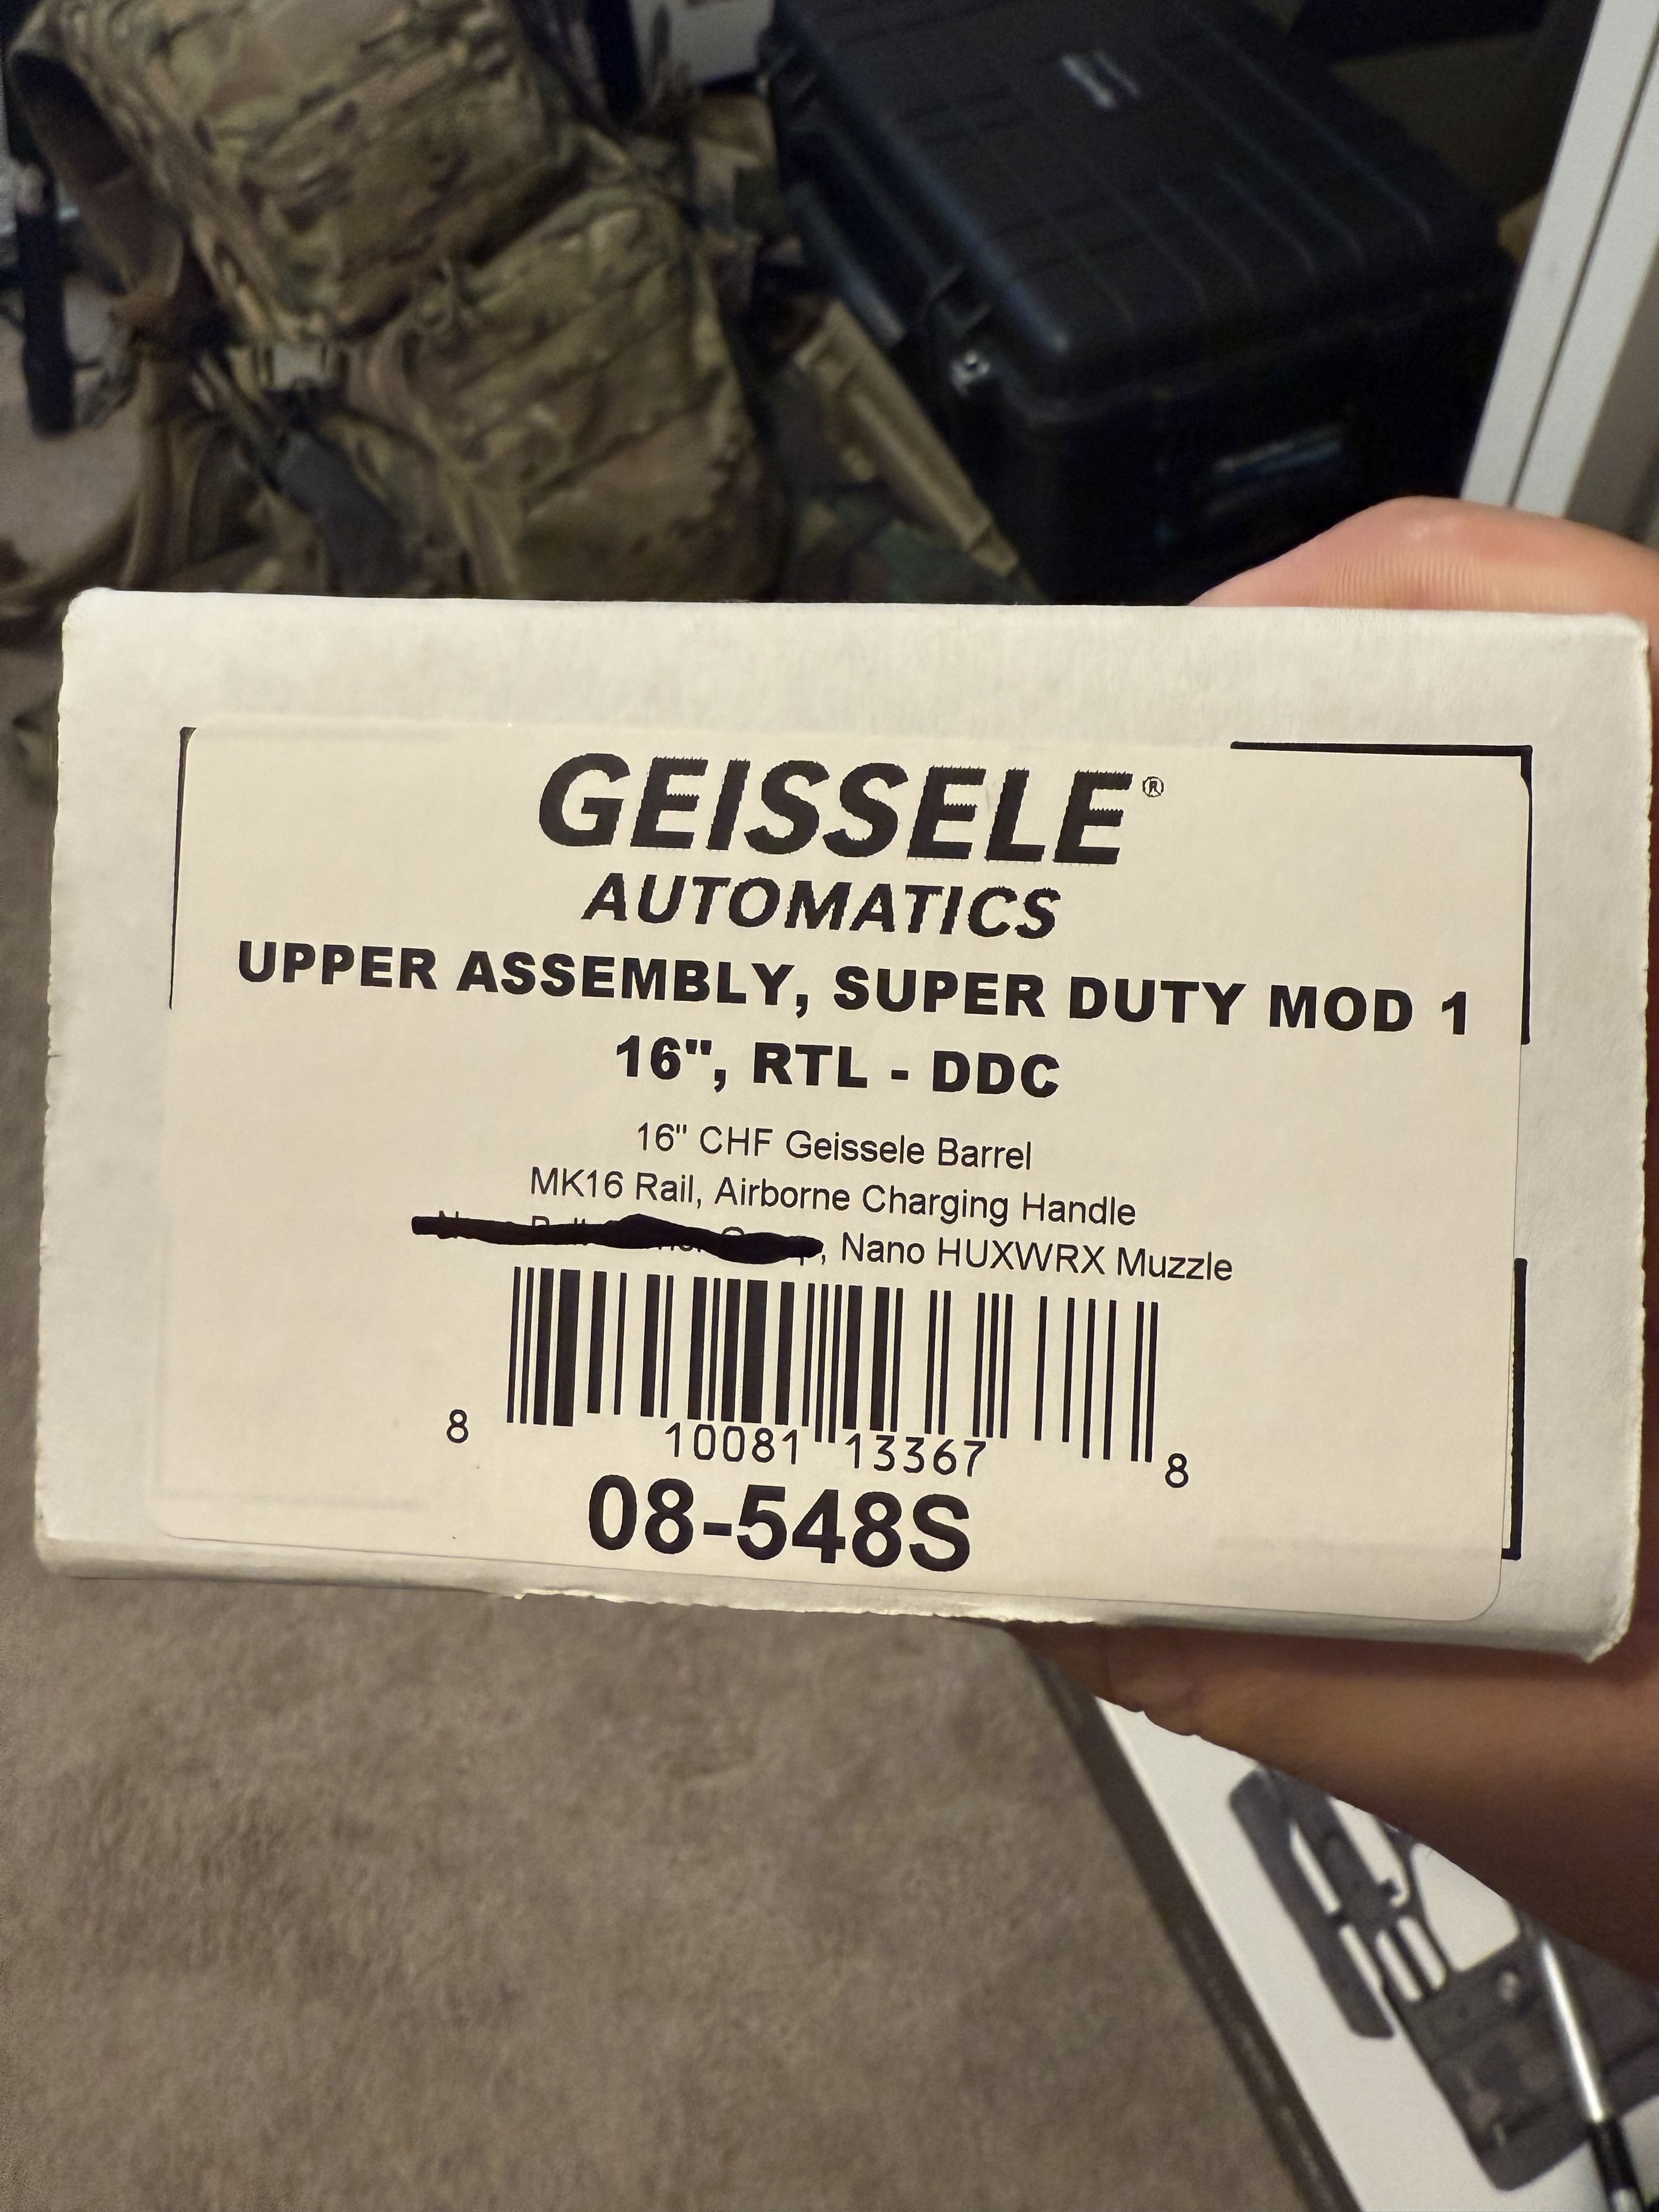 GEISSELE®
AUTOMATICS
UPPER ASSEMBLY, SUPER DUTY MOD 1
16", RTL - DDC
16" CHF Geissele Barrel
MK16 Rail, Airborne Charging Handle
, Nano HUXWRX Muzzle
8 10081 13367 8
08-548S